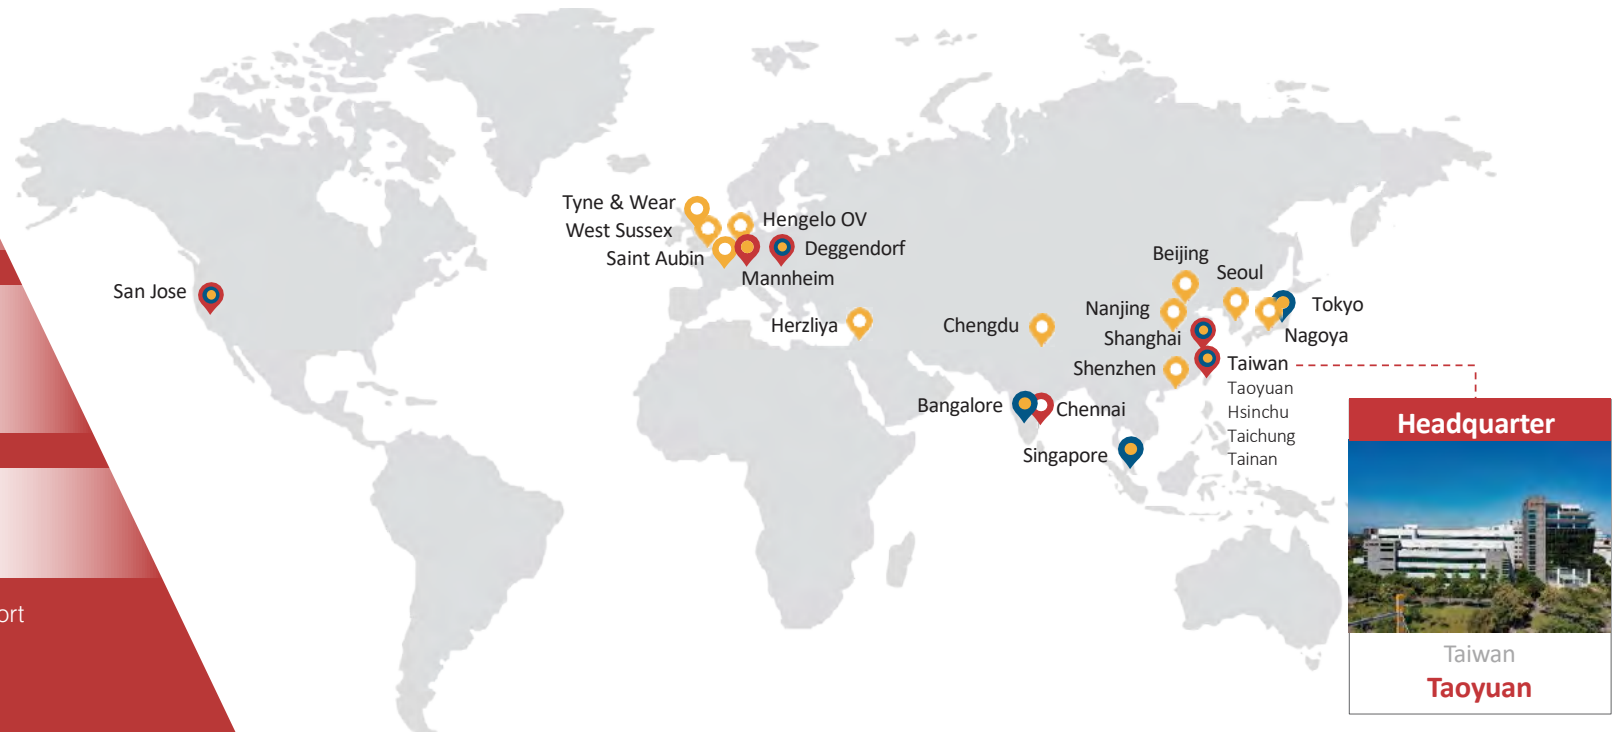 Tyne & Wear
West Sussex
Saint Aubin
Hengelo OV
Deggendorf
Mannheim
San Jose
Herzliya
Chengdu
Beijing
Seoul
Nanjing
Shanghai
Shenzhen
Tokyo
Nagoya
Taiwan
Taoyuan
Hsinchu
Taichung
Tainan
Bangalore
Chennai
Singapore
Headquarter
Taiwan
Taoyuan
ort